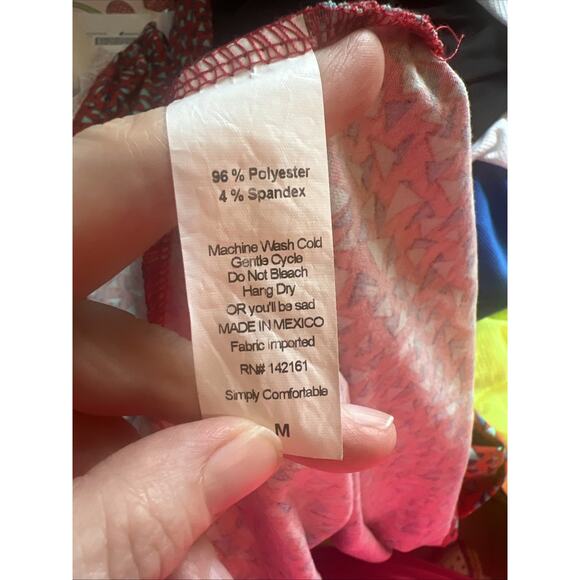 96 % Polyester
4 % Spandex
Machine Wash Cold
Gentle Cycle
Do Not Bleach
Hang Dry
OR you'll be sad
MADE IN MEXICO
Fabric Imported
RN# 142161
Simply Comfortable
M